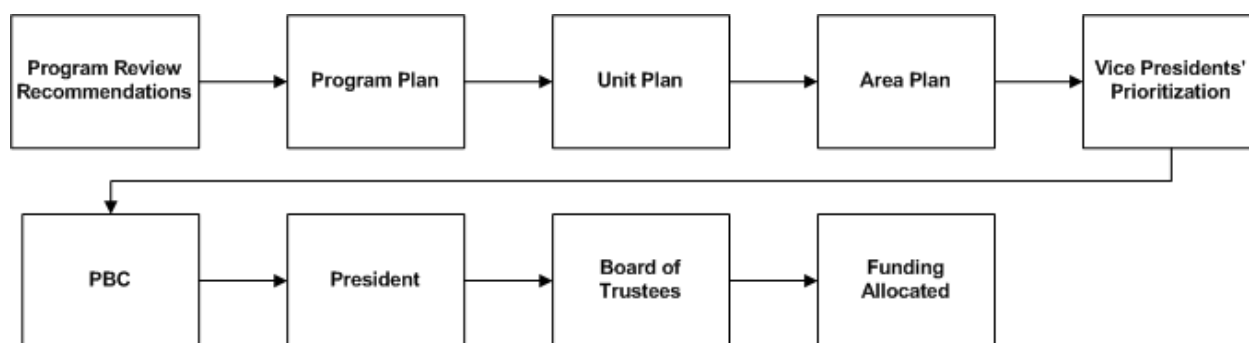 Program Review
Recommendations
Program Plan
Unit Plan
Area Plan
Vice Presidents'
Prioritization
PBC
President
Board of
Trustees
Funding
Allocated